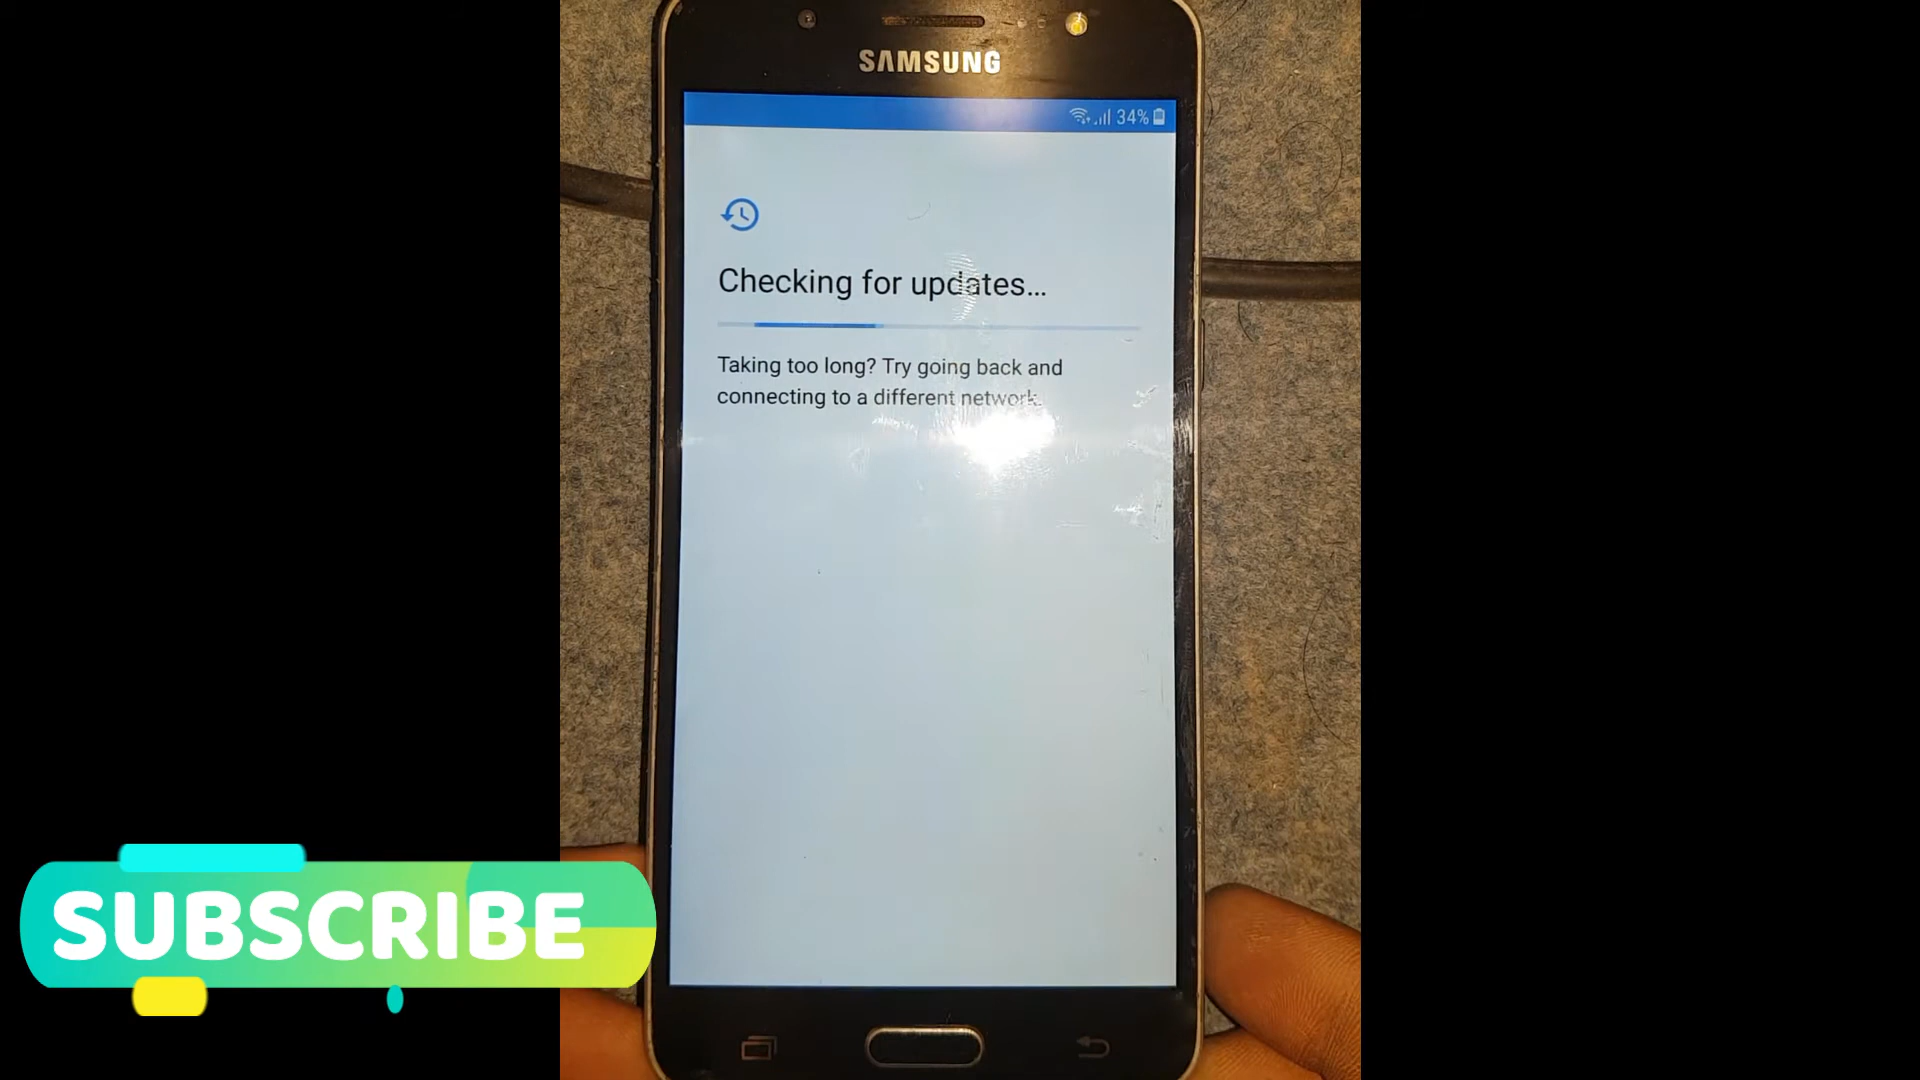 SAMSUNG
34%
Checking for updates...
Taking too long? Try going back and
connecting to a different network.
SUBSCRIBE